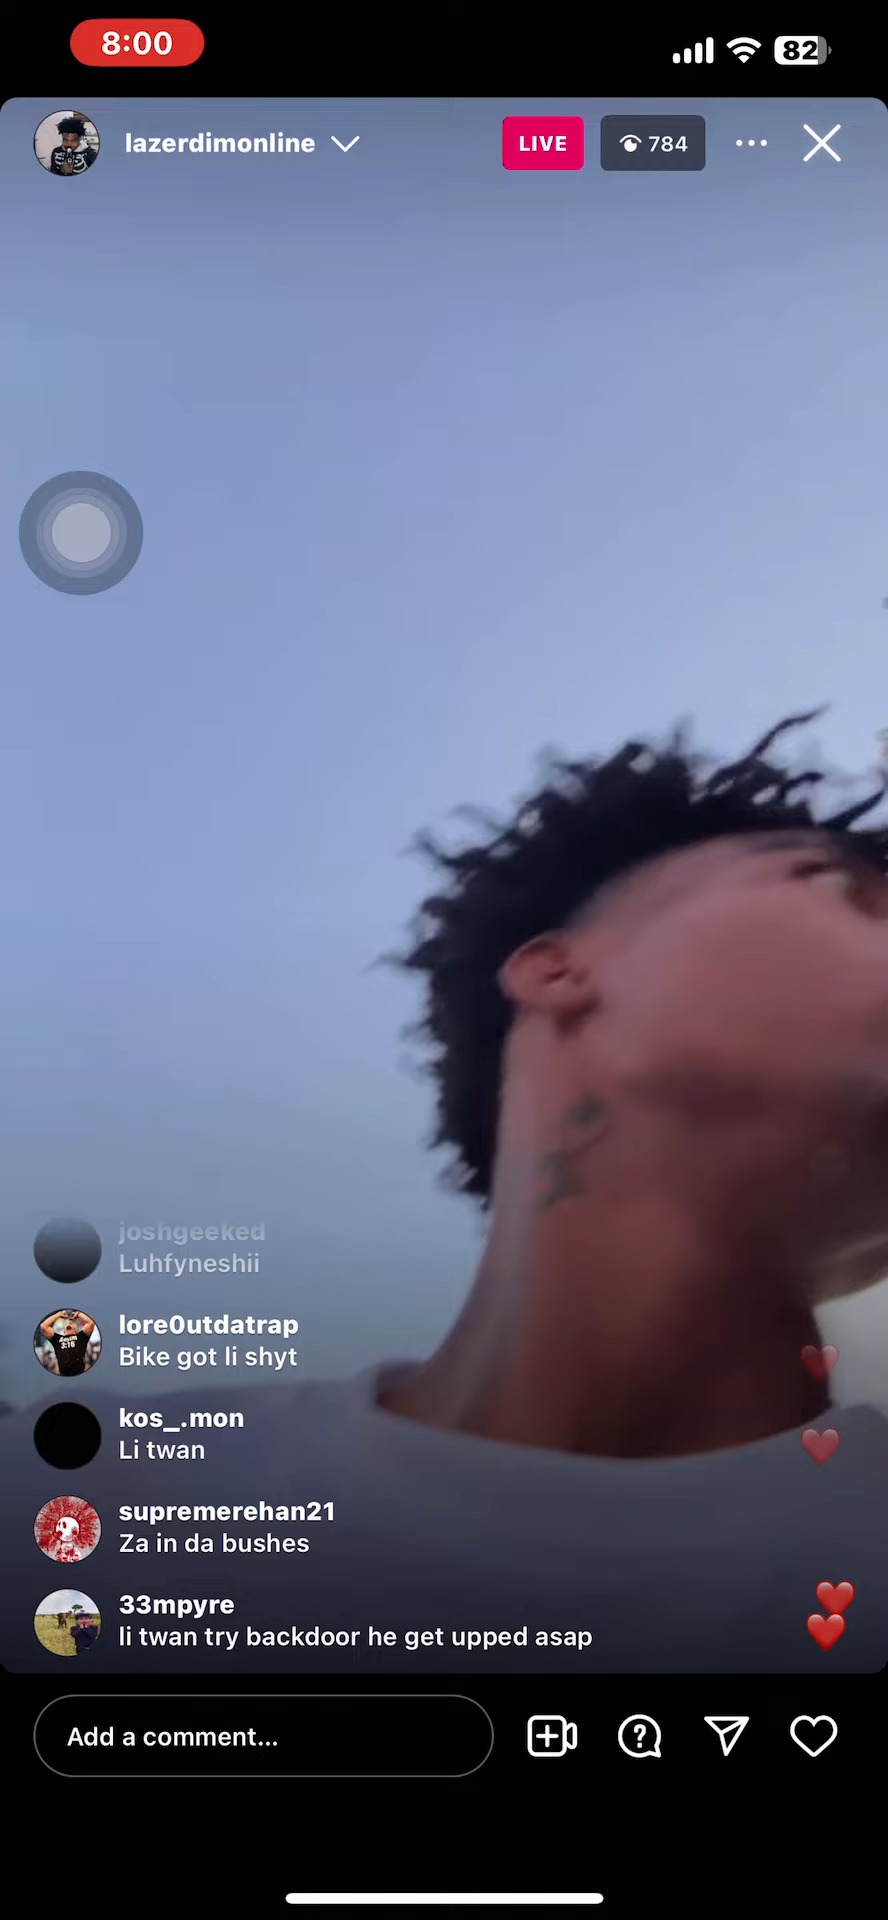 8:00
82
lazerdimonline
LIVE
784
joshgeeked
Luhfyneshii
lore0utdatrap
Bike got li shyt
kos_.mon
Li twan
supremerehan21
Za in da bushes
33mpyre
li twan try backdoor he get upped asap
Add a comment...